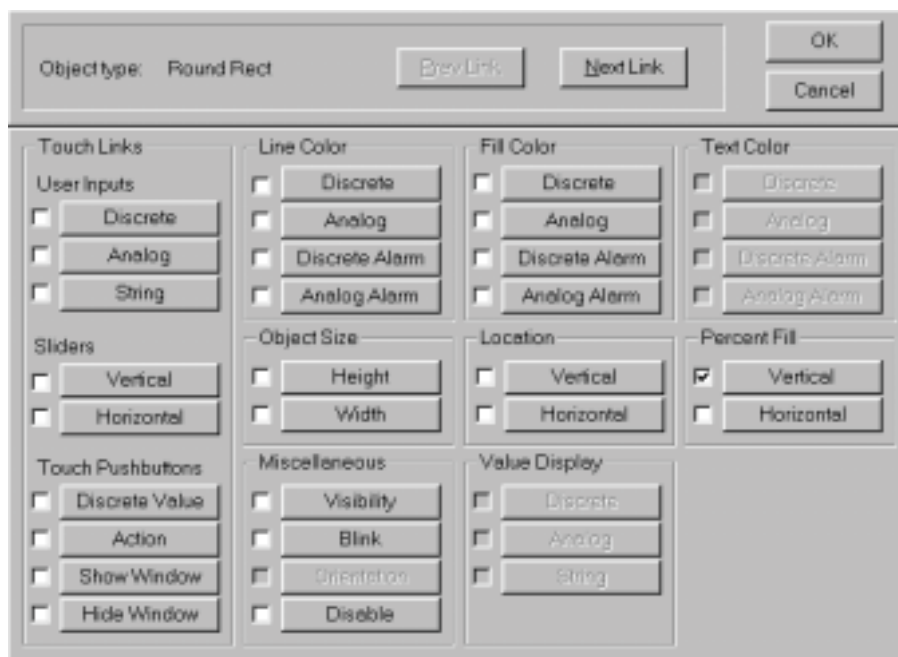 Object type: Round Rect
Prev Link
Next Link
OK
Cancel
Touch Links
User Inputs
Discrete
Analog
String
Sliders
Vertical
Horizontal
Touch Pushbuttons
Discrete Value
Action
Show Window
Hide Window
Line Color
Discrete
Analog
Discrete Alarm
Analog Alarm
Object Size
Height
Width
Miscellaneous
Visibility
Blink
Orientation
Disable
Fill Color
Discrete
Analog
Discrete Alarm
Analog Alarm
Location
Vertical
Horizontal
Value Display
Discrete
Analog
String
Text Color
Discrete
Analog
Discrete Alarm
Analog Alarm
Percent Fill
Vertical
Horizontal